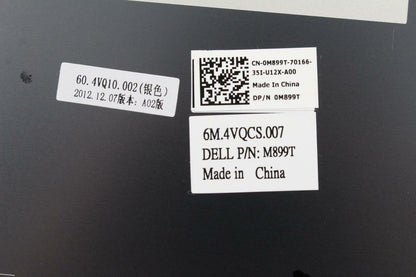 60.4VQ10.002(银色)
2012.12.07版本: A02版
CN-0M899T-70166-
35I-U12X-A00
Made In China
DP/N 0M899T
6M.4VQCS.007
DELL P/N: M899T
Made in China